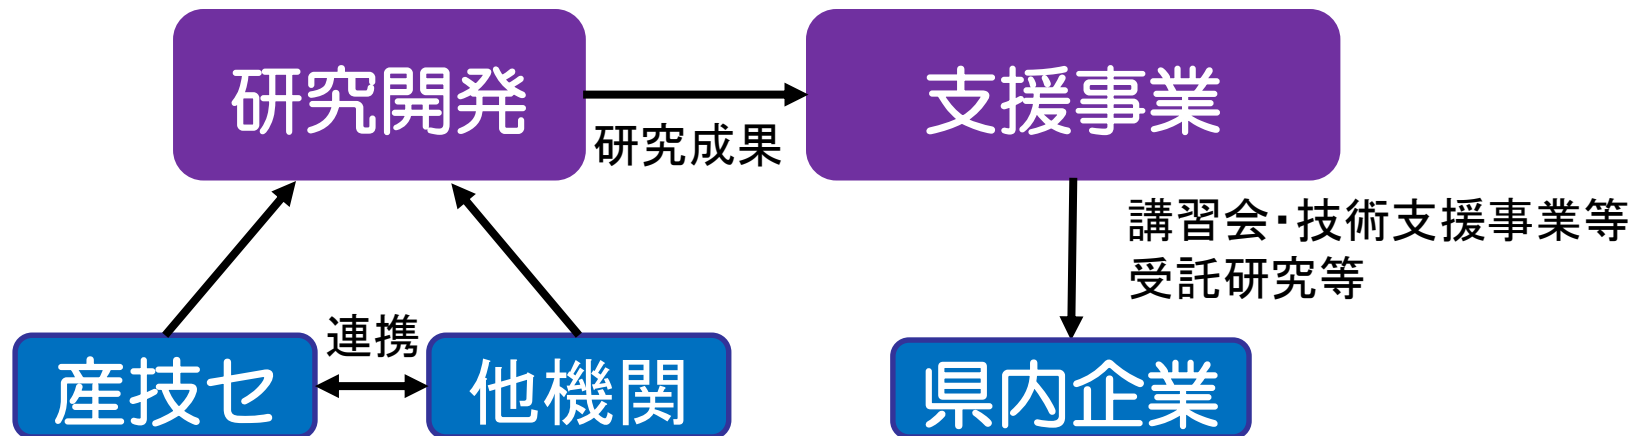 研究開発
支援事業
研究成果
講習会・技術支援事業等
受託研究等
連携
産技セ
他機関
県内企業